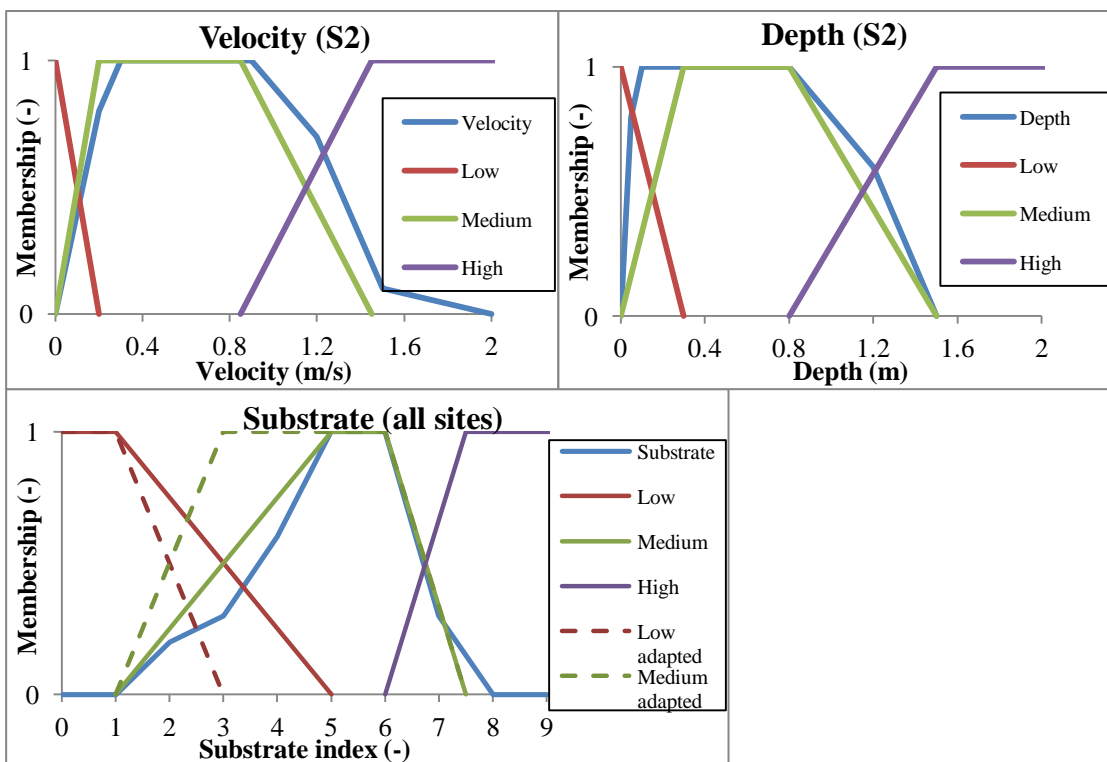 Velocity (S2)
Membership (-)
1
0
0 0.4 0.8 1.2 1.6 2
Velocity (m/s)
Velocity
Low
Medium
High
Depth (S2)
Membership (-)
1
0
0 0.4 0.8 1.2 1.6 2
Depth (m)
Depth
Low
Medium
High
Substrate (all sites)
Membership (-)
1
0
0 1 2 3 4 5 6 7 8 9
Substrate index (-)
Substrate
Low
Medium
High
Low
adapted
Medium
adapted